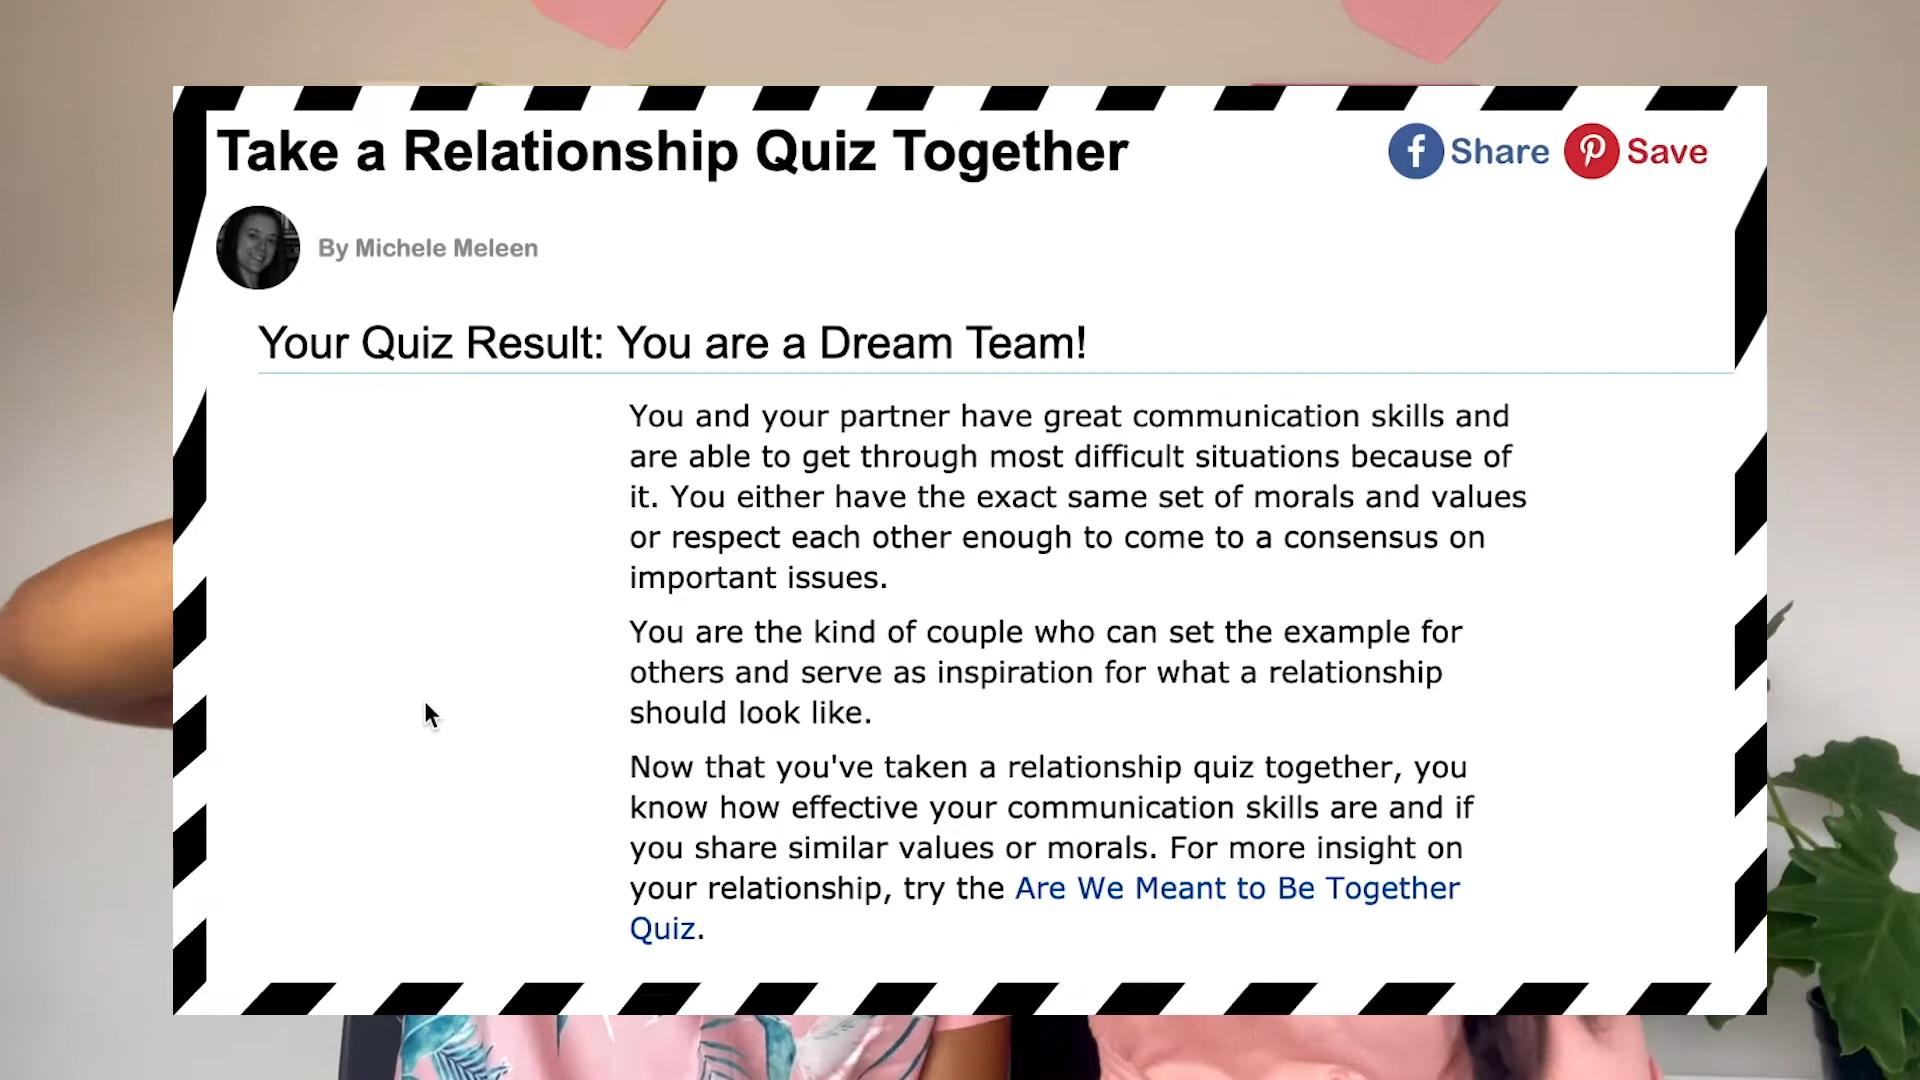 Take a Relationship Quiz Together
Share Save
By Michele Meleen
Your Quiz Result: You are a Dream Team!
You and your partner have great communication skills and
are able to get through most difficult situations because of
it. You either have the exact same set of morals and values
or respect each other enough to come to a consensus on
important issues.
You are the kind of couple who can set the example for
others and serve as inspiration for what a relationship
should look like.
Now that you've taken a relationship quiz together, you
know how effective your communication skills are and if
you share similar values or morals. For more insight on
your relationship, try the Are We Meant to Be Together
Quiz.